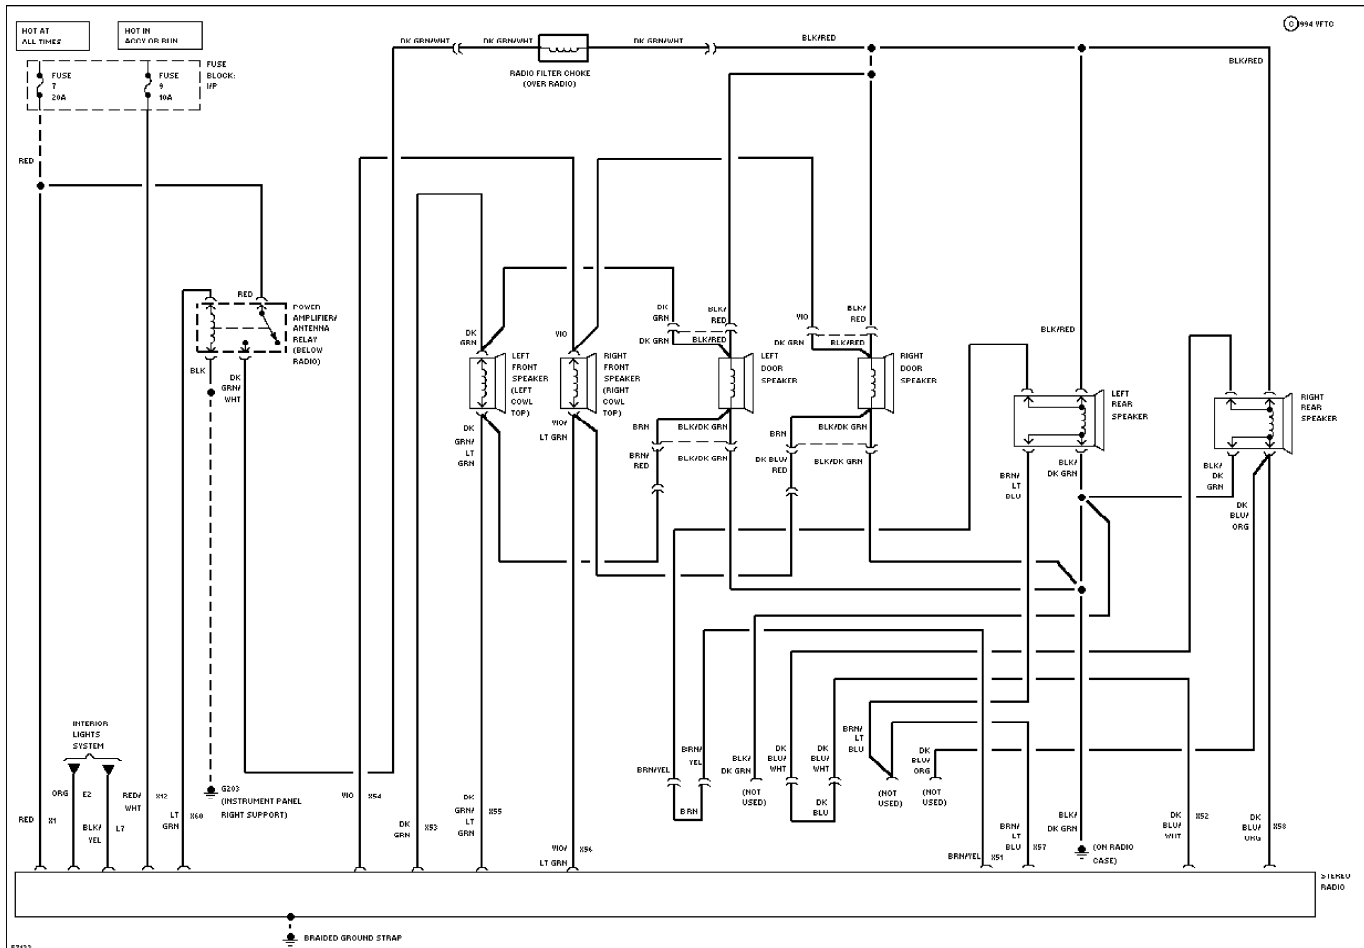 HOT AT
ALL TIMES
HOT IN
ACCY OR RUN
C 1994 VFTC
FUSE
7
20A
FUSE
9
10A
FUSE
BLOCK:
I/P
DK GRN/WHT
DK GRN/WHT
DK GRN/WHT
BLK/RED
BLK/RED
RADIO FILTER CHOKE
(OVER RADIO)
RED
RED
POWER
AMPLIFIER/
ANTENNA
RELAY
(BELOW
RADIO)
BLK
DK
GRN/
WHT
DK
GRN
VIO
LEFT
FRONT
SPEAKER
(LEFT
COWL
TOP)
RIGHT
FRONT
SPEAKER
(RIGHT
COWL
TOP)
DK
GRN
BLK/
RED
DK GRN
BLK/RED
LEFT
DOOR
SPEAKER
VIO
BLK/
RED
DK GRN
BLK/RED
RIGHT
DOOR
SPEAKER
BLK/RED
LEFT
REAR
SPEAKER
RIGHT
REAR
SPEAKER
DK
GRN/
LT
GRN
VIO/
LT GRN
BRN
BLK/DK GRN
BRN/
RED
BLK/DK GRN
BRN
BLK/DK GRN
DK BLU/
RED
BLK/DK GRN
BRN/
LT
BLU
BLK/
DK GRN
BLK/
DK
GRN
DK
BLU/
ORG
INTERIOR
LIGHTS
SYSTEM
ORG
E2
BLK/
YEL
L7
RED
X1
RED/
WHT
X12
LT
GRN
X60
G203
(INSTRUMENT PANEL
RIGHT SUPPORT)
VIO
X54
DK
GRN
X53
DK
GRN/
LT
GRN
X55
VIO/
LT GRN
X56
BRN/YEL
BRN/
YEL
BRN
BLK/
DK GRN
(NOT
USED)
DK
BLU/
WHT
DK
BLU/
WHT
DK
BLU
BRN/
LT
BLU
(NOT
USED)
DK
BLU/
ORG
(NOT
USED)
BRN/YEL
X51
BRN/
LT
BLU
X57
BLK/
DK GRN
(ON RADIO
CASE)
DK
BLU/
WHT
X52
DK
BLU/
ORG
X58
STEREO
RADIO
BRAIDED GROUND STRAP